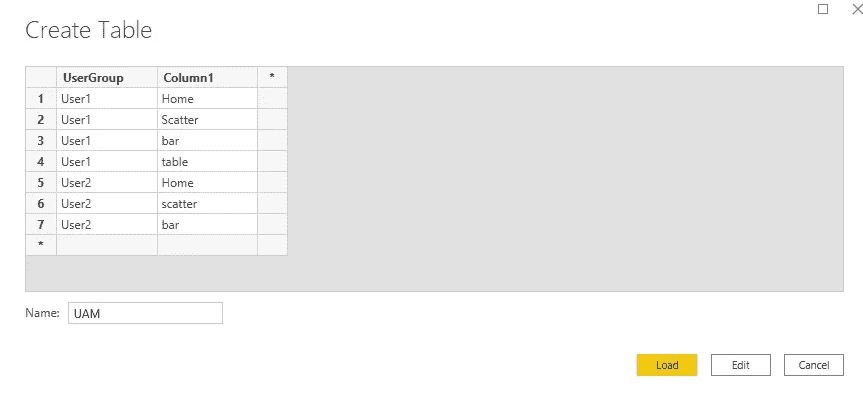 Create Table
UserGroup Column1 *
1 User1 Home
2 User1 Scatter
3 User1 bar
4 User1 table
5 User2 Home
6 User2 scatter
7 User2 bar
*
Name: UAM
Load Edit Cancel